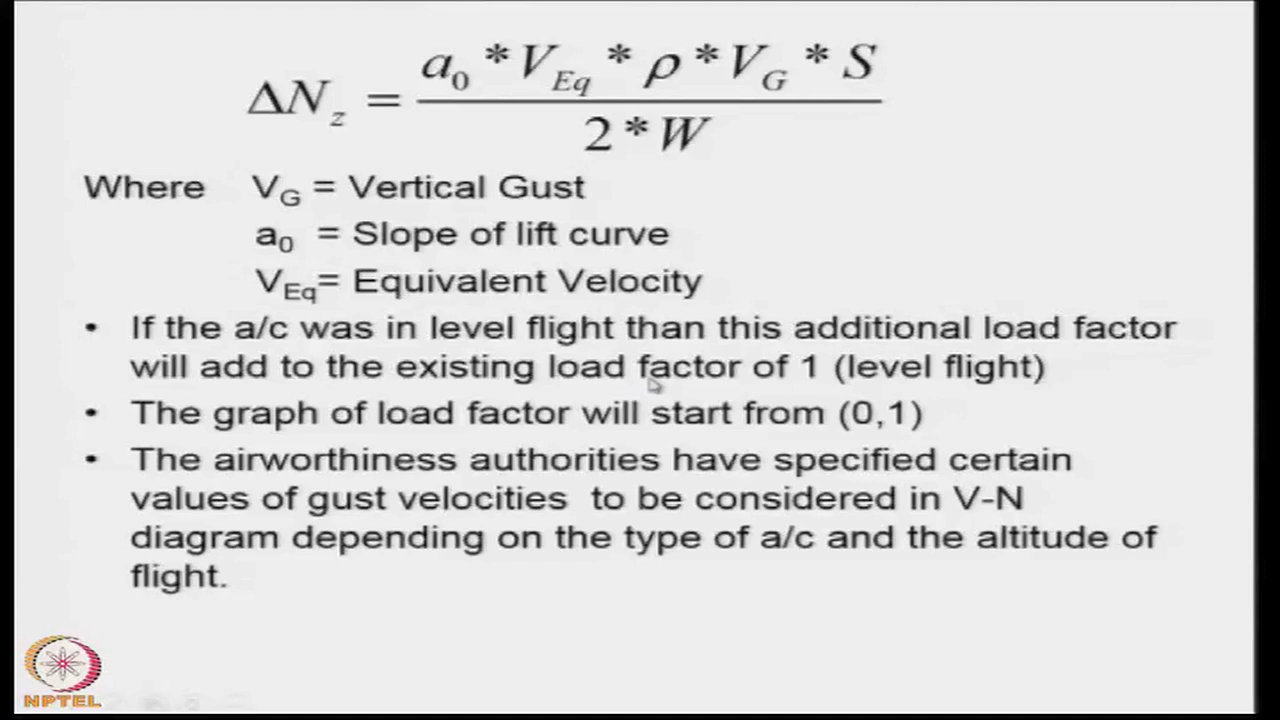 ΔN_z = (a_0 * V_Eq * ρ * V_G * S) / (2 * W)
Where V_G = Vertical Gust
a_0 = Slope of lift curve
V_Eq= Equivalent Velocity
• If the a/c was in level flight than this additional load factor
will add to the existing load factor of 1 (level flight)
• The graph of load factor will start from (0,1)
• The airworthiness authorities have specified certain
values of gust velocities to be considered in V-N
diagram depending on the type of a/c and the altitude of
flight.
NPTEL